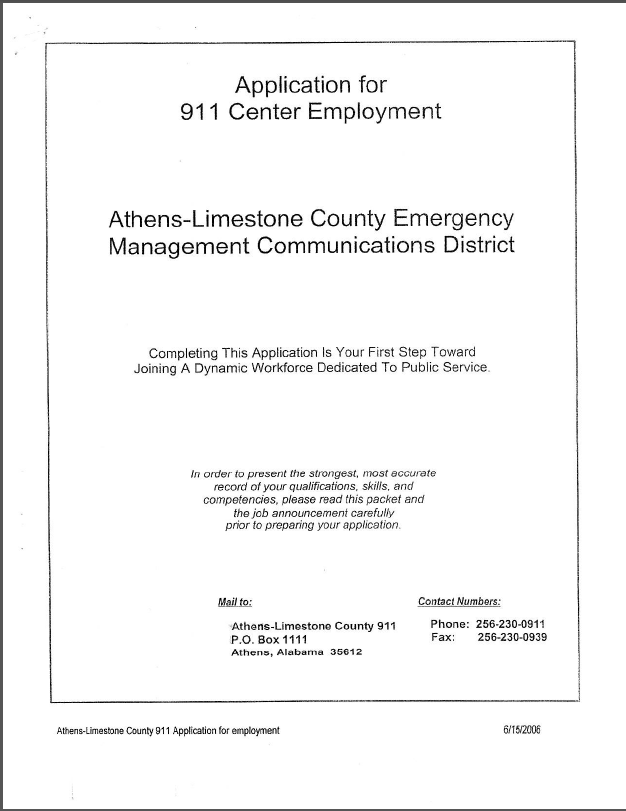 Application for
911 Center Employment
Athens-Limestone County Emergency
Management Communications District
Completing This Application Is Your First Step Toward
Joining A Dynamic Workforce Dedicated To Public Service.
In order to present the strongest, most accurate
record of your qualifications, skills, and
competencies, please read this packet and
the job announcement carefully
prior to preparing your application.
Mail to:
Athens-Limestone County 911
P.O. Box 1111
Athens, Alabama 35612
Contact Numbers:
Phone: 256-230-0911
Fax: 256-230-0939
Athens-Limestone County 911 Application for employment 6/15/2006